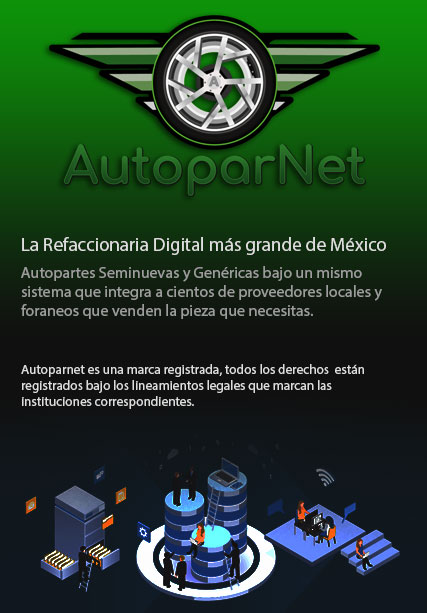 A
AutoparNet
La Refaccionaria Digital más grande de México
Autopartes Seminuevas y Genéricas bajo un mismo
sistema que integra a cientos de proveedores locales y
foraneos que venden la pieza que necesitas.
Autoparnet es una marca registrada, todos los derechos  están
registrados bajo los lineamientos legales que marcan las
instituciones correspondientes.